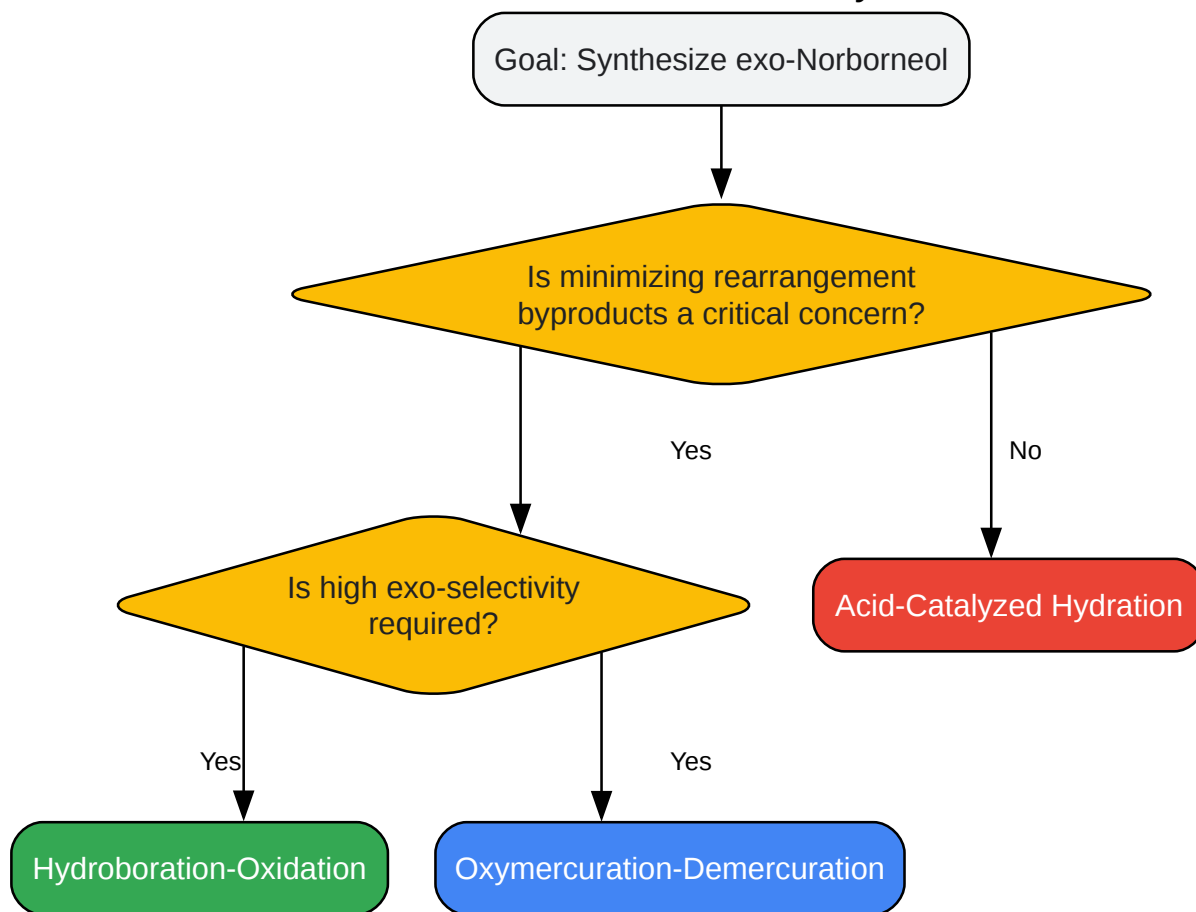 Goal: Synthesize exo-Norborneol
Is minimizing rearrangement
byproducts a critical concern?
Yes
No
Is high exo-selectivity
required?
Acid-Catalyzed Hydration
Yes
Yes
Hydroboration-Oxidation
Oxymercuration-Demercuration